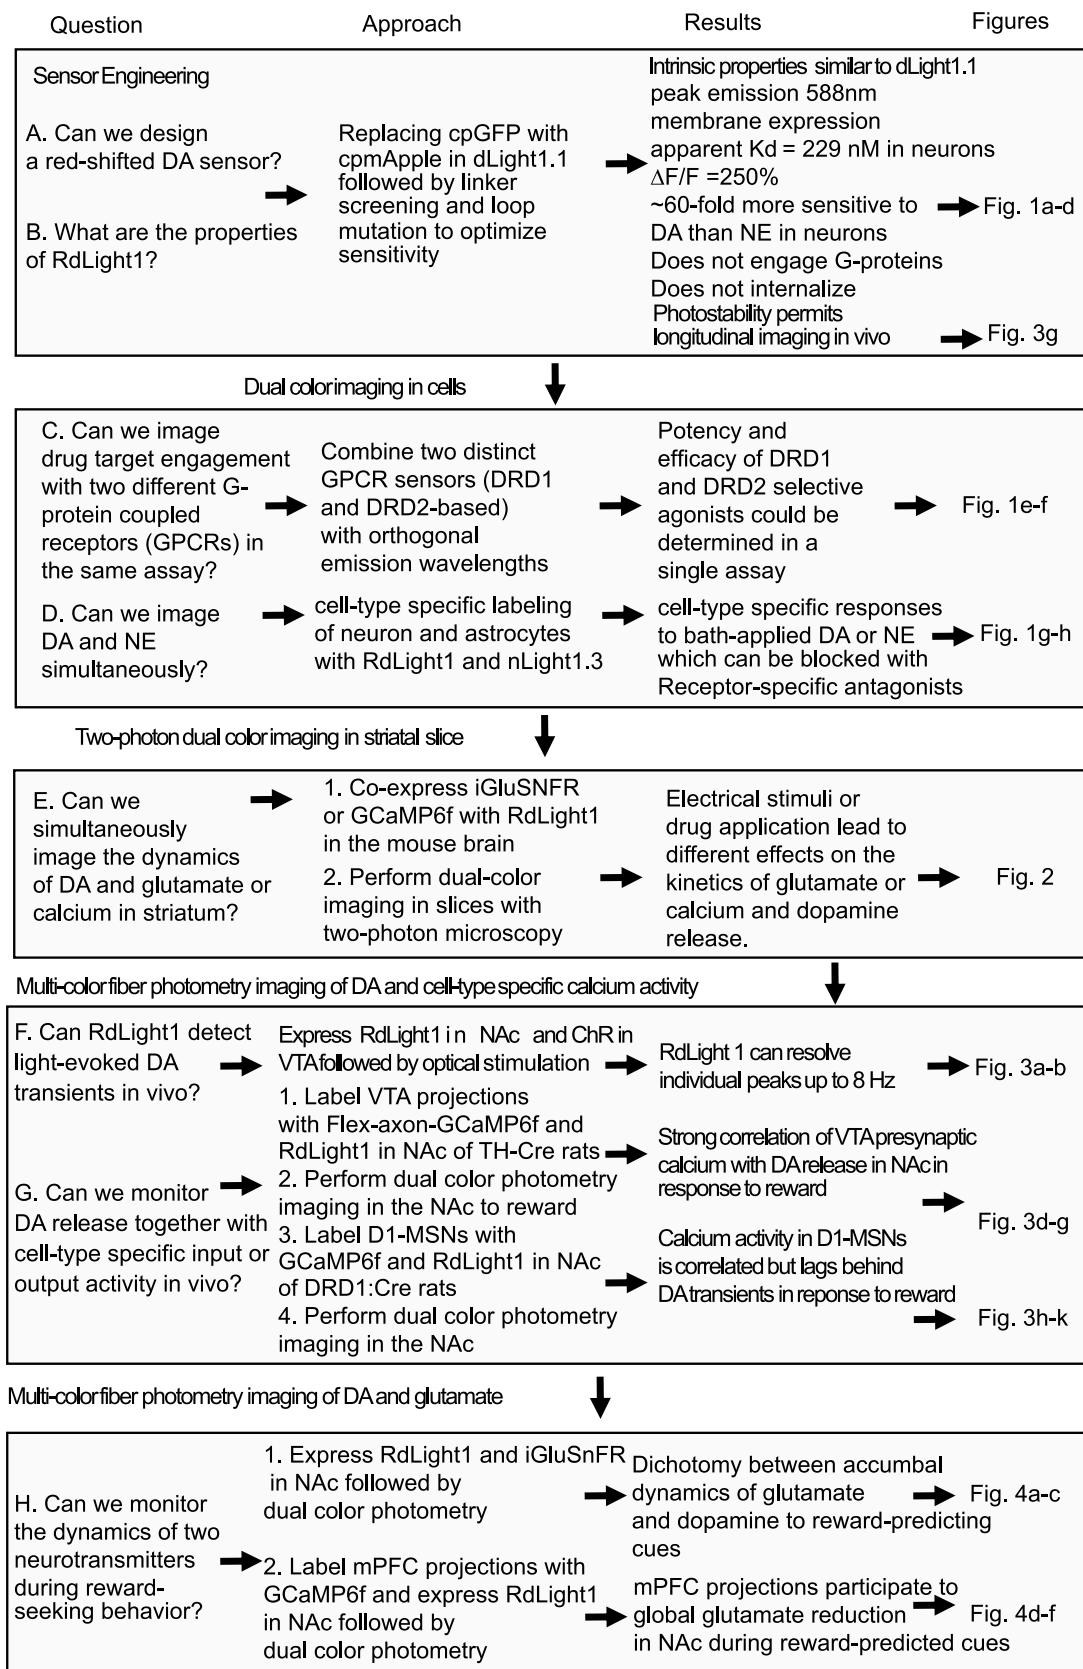 Question
Approach
Results
Figures
Sensor Engineering
A. Can we design
a red-shifted DA sensor?
B. What are the properties
of RdLight1?
Replacing cpGFP with
cpmApple in dLight1.1
followed by linker
screening and loop
mutation to optimize
sensitivity
Intrinsic properties similar to dLight1.1
peak emission 588nm
membrane expression
apparent Kd = 229 nM in neurons
ΔF/F =250%
~60-fold more sensitive to
DA than NE in neurons
Does not engage G-proteins
Does not internalize
Photostability permits
longitudinal imaging in vivo
Fig. 1a-d
Fig. 3g
Dual color imaging in cells
C. Can we image
drug target engagement
with two different G-
protein coupled
receptors (GPCRs) in
the same assay?
Combine two distinct
GPCR sensors (DRD1
and DRD2-based)
with orthogonal
emission wavelengths
Potency and
efficacy of DRD1
and DRD2 selective
agonists could be
determined in a
single assay
Fig. 1e-f
D. Can we image
DA and NE
simultaneously?
cell-type specific labeling
of neuron and astrocytes
with RdLight1 and nLight1.3
cell-type specific responses
to bath-applied DA or NE
which can be blocked with
Receptor-specific antagonists
Fig. 1g-h
Two-photon dual color imaging in striatal slice
E. Can we
simultaneously
image the dynamics
of DA and glutamate or
calcium in striatum?
1. Co-express iGluSNFR
or GCaMP6f with RdLight1
in the mouse brain
2. Perform dual-color
imaging in slices with
two-photon microscopy
Electrical stimuli or
drug application lead to
different effects on the
kinetics of glutamate or
calcium and dopamine
release.
Fig. 2
Multi-color fiber photometry imaging of DA and cell-type specific calcium activity
F. Can RdLight1 detect
light-evoked DA
transients in vivo?
Express RdLight1 in NAc and ChR in
VTA followed by optical stimulation
RdLight 1 can resolve
individual peaks up to 8 Hz
Fig. 3a-b
G. Can we monitor
DA release together with
cell-type specific input or
output activity in vivo?
1. Label VTA projections
with Flex-axon-GCaMP6f and
RdLight1 in NAc of TH-Cre rats
2. Perform dual color photometry
imaging in the NAc to reward
3. Label D1-MSNs with
GCaMP6f and RdLight1 in NAc
of DRD1:Cre rats
4. Perform dual color photometry
imaging in the NAc
Strong correlation of VTA presynaptic
calcium with DA release in NAc in
response to reward
Fig. 3d-g
Calcium activity in D1-MSNs
is correlated but lags behind
DA transients in reponse to reward
Fig. 3h-k
Multi-color fiber photometry imaging of DA and glutamate
H. Can we monitor
the dynamics of two
neurotransmitters
during reward-
seeking behavior?
1. Express RdLight1 and iGluSnFR
in NAc followed by
dual color photometry
2. Label mPFC projections with
GCaMP6f and express RdLight1
in NAc followed by
dual color photometry
Dichotomy between accumbal
dynamics of glutamate
and dopamine to reward-predicting
cues
Fig. 4a-c
mPFC projections participate to
global glutamate reduction
in NAc during reward-predicted cues
Fig. 4d-f